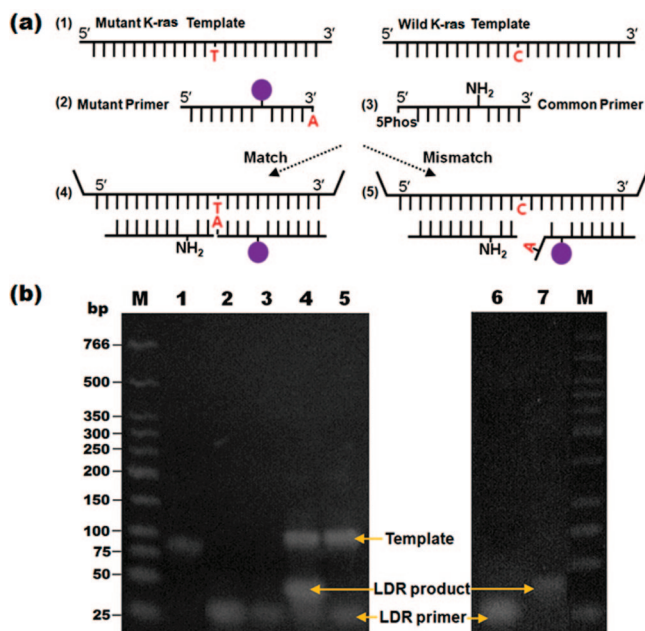 (a)
(1) 5′ Mutant K-ras Template 3′ 5′ Wild K-ras Template 3′
T C
(2) Mutant Primer 5′ 3′ A (3) NH2 Common Primer
5Phos
Match Mismatch
(4) 5′ 3′ (5) 5′ 3′
T C
A A
NH2 NH2
(b)
bp M 1 2 3 4 5 6 7 M
766
500
350
300
250
200
150
100
Template
75
50
LDR product
25
LDR primer